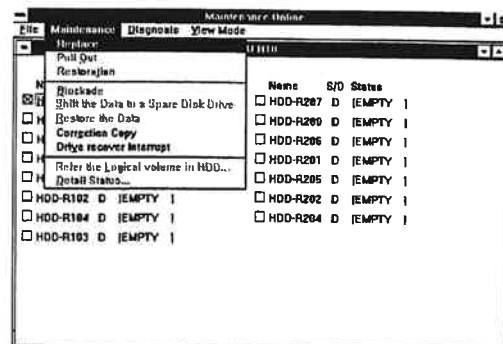 Maintenance Online
File Maintenance Diagnosis View Mode
Replace
Pull Out
Restoration
Blockade
Shift the Data to a Spare Disk Drive
Restore the Data
Correction Copy
Drive recover Interrupt
Refer the Logical volume in HDD...
Detail Status...
Name S/D Status
HDD-R207 D [EMPTY ]
HDD-R206 D [EMPTY ]
HDD-R201 D [EMPTY ]
HDD-R205 D [EMPTY ]
HDD-R102 D [EMPTY ] HDD-R202 D [EMPTY ]
HDD-R104 D [EMPTY ] HDD-R204 D [EMPTY ]
HDD-R103 D [EMPTY ]